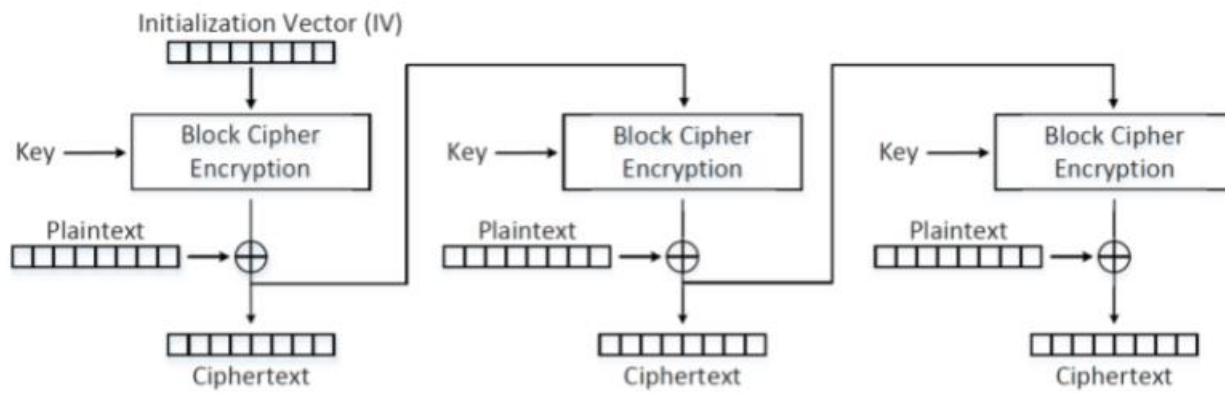 Initialization Vector (IV)
Key
Block Cipher
Encryption
Key
Block Cipher
Encryption
Key
Block Cipher
Encryption
Plaintext
Plaintext
Plaintext
Ciphertext
Ciphertext
Ciphertext